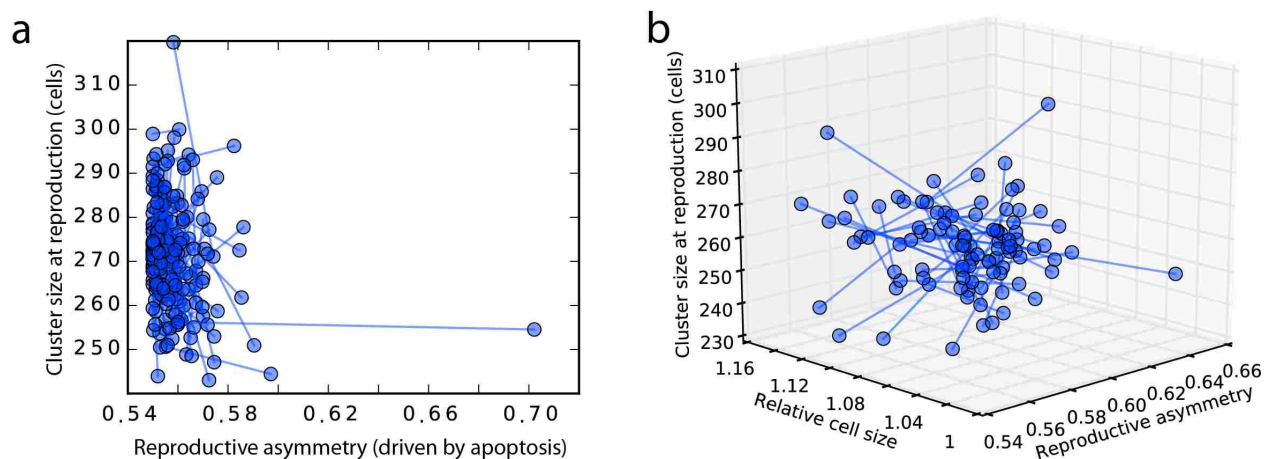 a
Cluster size at reproduction (cells)
310
300
290
280
270
260
250
0.54 0.58 0.62 0.66 0.70
Reproductive asymmetry (driven by apoptosis)
b
Cluster size at reproduction (cells)
310
300
290
280
270
260
250
240
230
1.16 1.12 1.08 1.04 1
Relative cell size
0.54 0.56 0.58 0.60 0.62 0.64 0.66
Reproductive asymmetry